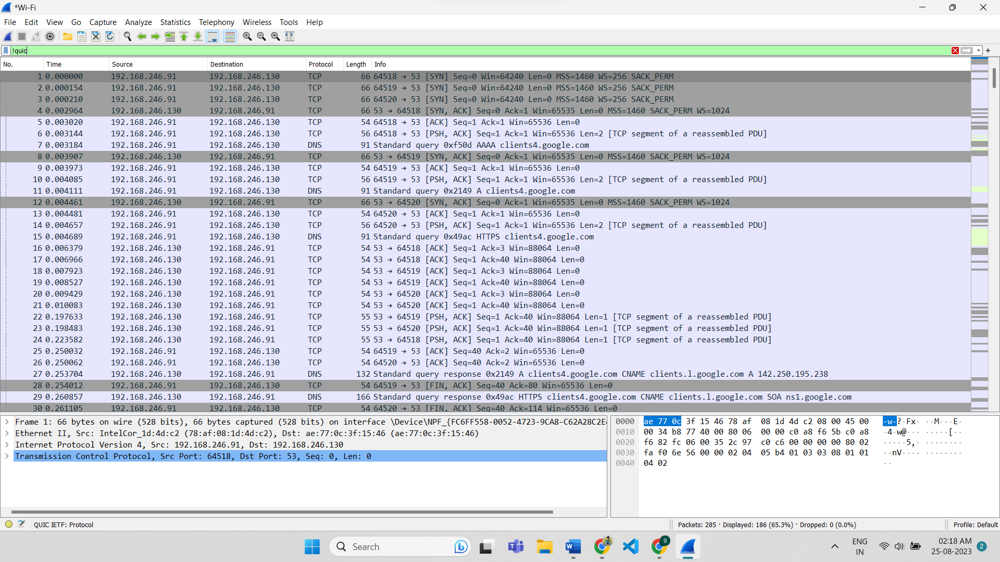 *Wi-Fi
File Edit View Go Capture Analyze Statistics Telephony Wireless Tools Help
!quic
No. Time Source Destination Protocol Length Info
1 0.000000 192.168.246.91 192.168.246.130 TCP 66 64518 → 53 [SYN] Seq=0 Win=64240 Len=0 MSS=1460 WS=256 SACK_PERM
2 0.000154 192.168.246.91 192.168.246.130 TCP 66 64519 → 53 [SYN] Seq=0 Win=64240 Len=0 MSS=1460 WS=256 SACK_PERM
3 0.000210 192.168.246.91 192.168.246.130 TCP 66 64520 → 53 [SYN] Seq=0 Win=64240 Len=0 MSS=1460 WS=256 SACK_PERM
4 0.002964 192.168.246.130 192.168.246.91 TCP 66 53 → 64518 [SYN, ACK] Seq=0 Ack=1 Win=65535 Len=0 MSS=1460 SACK_PERM WS=1024
5 0.003020 192.168.246.91 192.168.246.130 TCP 54 64518 → 53 [ACK] Seq=1 Ack=1 Win=65536 Len=0
6 0.003144 192.168.246.91 192.168.246.130 TCP 56 64518 → 53 [PSH, ACK] Seq=1 Ack=1 Win=65536 Len=2 [TCP segment of a reassembled PDU]
7 0.003184 192.168.246.91 192.168.246.130 DNS 91 Standard query 0xf50d AAAA clients4.google.com
8 0.003907 192.168.246.130 192.168.246.91 TCP 66 53 → 64519 [SYN, ACK] Seq=0 Ack=1 Win=65535 Len=0 MSS=1460 SACK_PERM WS=1024
9 0.003973 192.168.246.91 192.168.246.130 TCP 54 64519 → 53 [ACK] Seq=1 Ack=1 Win=65536 Len=0
10 0.004085 192.168.246.91 192.168.246.130 TCP 56 64519 → 53 [PSH, ACK] Seq=1 Ack=1 Win=65536 Len=2 [TCP segment of a reassembled PDU]
11 0.004111 192.168.246.91 192.168.246.130 DNS 91 Standard query 0x2149 A clients4.google.com
12 0.004461 192.168.246.130 192.168.246.91 TCP 66 53 → 64520 [SYN, ACK] Seq=0 Ack=1 Win=65535 Len=0 MSS=1460 SACK_PERM WS=1024
13 0.004481 192.168.246.91 192.168.246.130 TCP 54 64520 → 53 [ACK] Seq=1 Ack=1 Win=65536 Len=0
14 0.004657 192.168.246.91 192.168.246.130 TCP 56 64520 → 53 [PSH, ACK] Seq=1 Ack=1 Win=65536 Len=2 [TCP segment of a reassembled PDU]
15 0.004689 192.168.246.91 192.168.246.130 DNS 91 Standard query 0x49ac HTTPS clients4.google.com
16 0.006379 192.168.246.130 192.168.246.91 TCP 54 53 → 64518 [ACK] Seq=1 Ack=3 Win=88064 Len=0
17 0.006966 192.168.246.130 192.168.246.91 TCP 54 53 → 64518 [ACK] Seq=1 Ack=40 Win=88064 Len=0
18 0.007923 192.168.246.130 192.168.246.91 TCP 54 53 → 64519 [ACK] Seq=1 Ack=3 Win=88064 Len=0
19 0.008527 192.168.246.130 192.168.246.91 TCP 54 53 → 64519 [ACK] Seq=1 Ack=40 Win=88064 Len=0
20 0.009429 192.168.246.130 192.168.246.91 TCP 54 53 → 64520 [ACK] Seq=1 Ack=3 Win=88064 Len=0
21 0.010083 192.168.246.130 192.168.246.91 TCP 54 53 → 64520 [ACK] Seq=1 Ack=40 Win=88064 Len=0
22 0.197633 192.168.246.130 192.168.246.91 TCP 55 53 → 64519 [PSH, ACK] Seq=1 Ack=40 Win=88064 Len=1 [TCP segment of a reassembled PDU]
23 0.198483 192.168.246.130 192.168.246.91 TCP 55 53 → 64520 [PSH, ACK] Seq=1 Ack=40 Win=88064 Len=1 [TCP segment of a reassembled PDU]
24 0.223582 192.168.246.130 192.168.246.91 TCP 55 53 → 64518 [PSH, ACK] Seq=1 Ack=40 Win=88064 Len=1 [TCP segment of a reassembled PDU]
25 0.250032 192.168.246.91 192.168.246.130 TCP 54 64519 → 53 [ACK] Seq=40 Ack=2 Win=65536 Len=0
26 0.250062 192.168.246.91 192.168.246.130 TCP 54 64520 → 53 [ACK] Seq=40 Ack=2 Win=65536 Len=0
27 0.253704 192.168.246.130 192.168.246.91 DNS 132 Standard query response 0x2149 A clients4.google.com CNAME clients.l.google.com A 142.250.195.238
28 0.254012 192.168.246.91 192.168.246.130 TCP 54 64519 → 53 [FIN, ACK] Seq=40 Ack=80 Win=65536 Len=0
29 0.260857 192.168.246.130 192.168.246.91 DNS 166 Standard query response 0x49ac HTTPS clients4.google.com CNAME clients.l.google.com SOA ns1.google.com
30 0.261105 192.168.246.91 192.168.246.130 TCP 54 64520 → 53 [FIN, ACK] Seq=40 Ack=114 Win=65536 Len=0
Frame 1: 66 bytes on wire (528 bits), 66 bytes captured (528 bits) on interface \Device\NPF_{FC6FF558-0052-4723-9CA8-C62A28C2E4
Ethernet II, Src: IntelCor_1d:4d:c2 (78:af:08:1d:4d:c2), Dst: ae:77:0c:3f:15:46 (ae:77:0c:3f:15:46)
Internet Protocol Version 4, Src: 192.168.246.91, Dst: 192.168.246.130
Transmission Control Protocol, Src Port: 64518, Dst Port: 53, Seq: 0, Len: 0
0000 ae 77 0c 3f 15 46 78 af 08 1d 4d c2 08 00 45 00 ·w·?·Fx· ··M···E·
0010 00 34 b8 77 40 00 80 06 00 00 c0 a8 f6 5b c0 a8 ·4·w@··· ·····[··
0020 f6 82 fc 06 00 35 2c 97 c0 c6 00 00 00 00 80 02 ·····5,· ········
0030 fa f0 6e 56 00 00 02 04 05 b4 01 03 03 08 01 01 ··nV···· ········
0040 04 02 ··
QUIC IETF: Protocol
Packets: 285 · Displayed: 186 (65.3%) · Dropped: 0 (0.0%)
Profile: Default
Search
ENG
IN
02:18 AM
25-08-2023
2